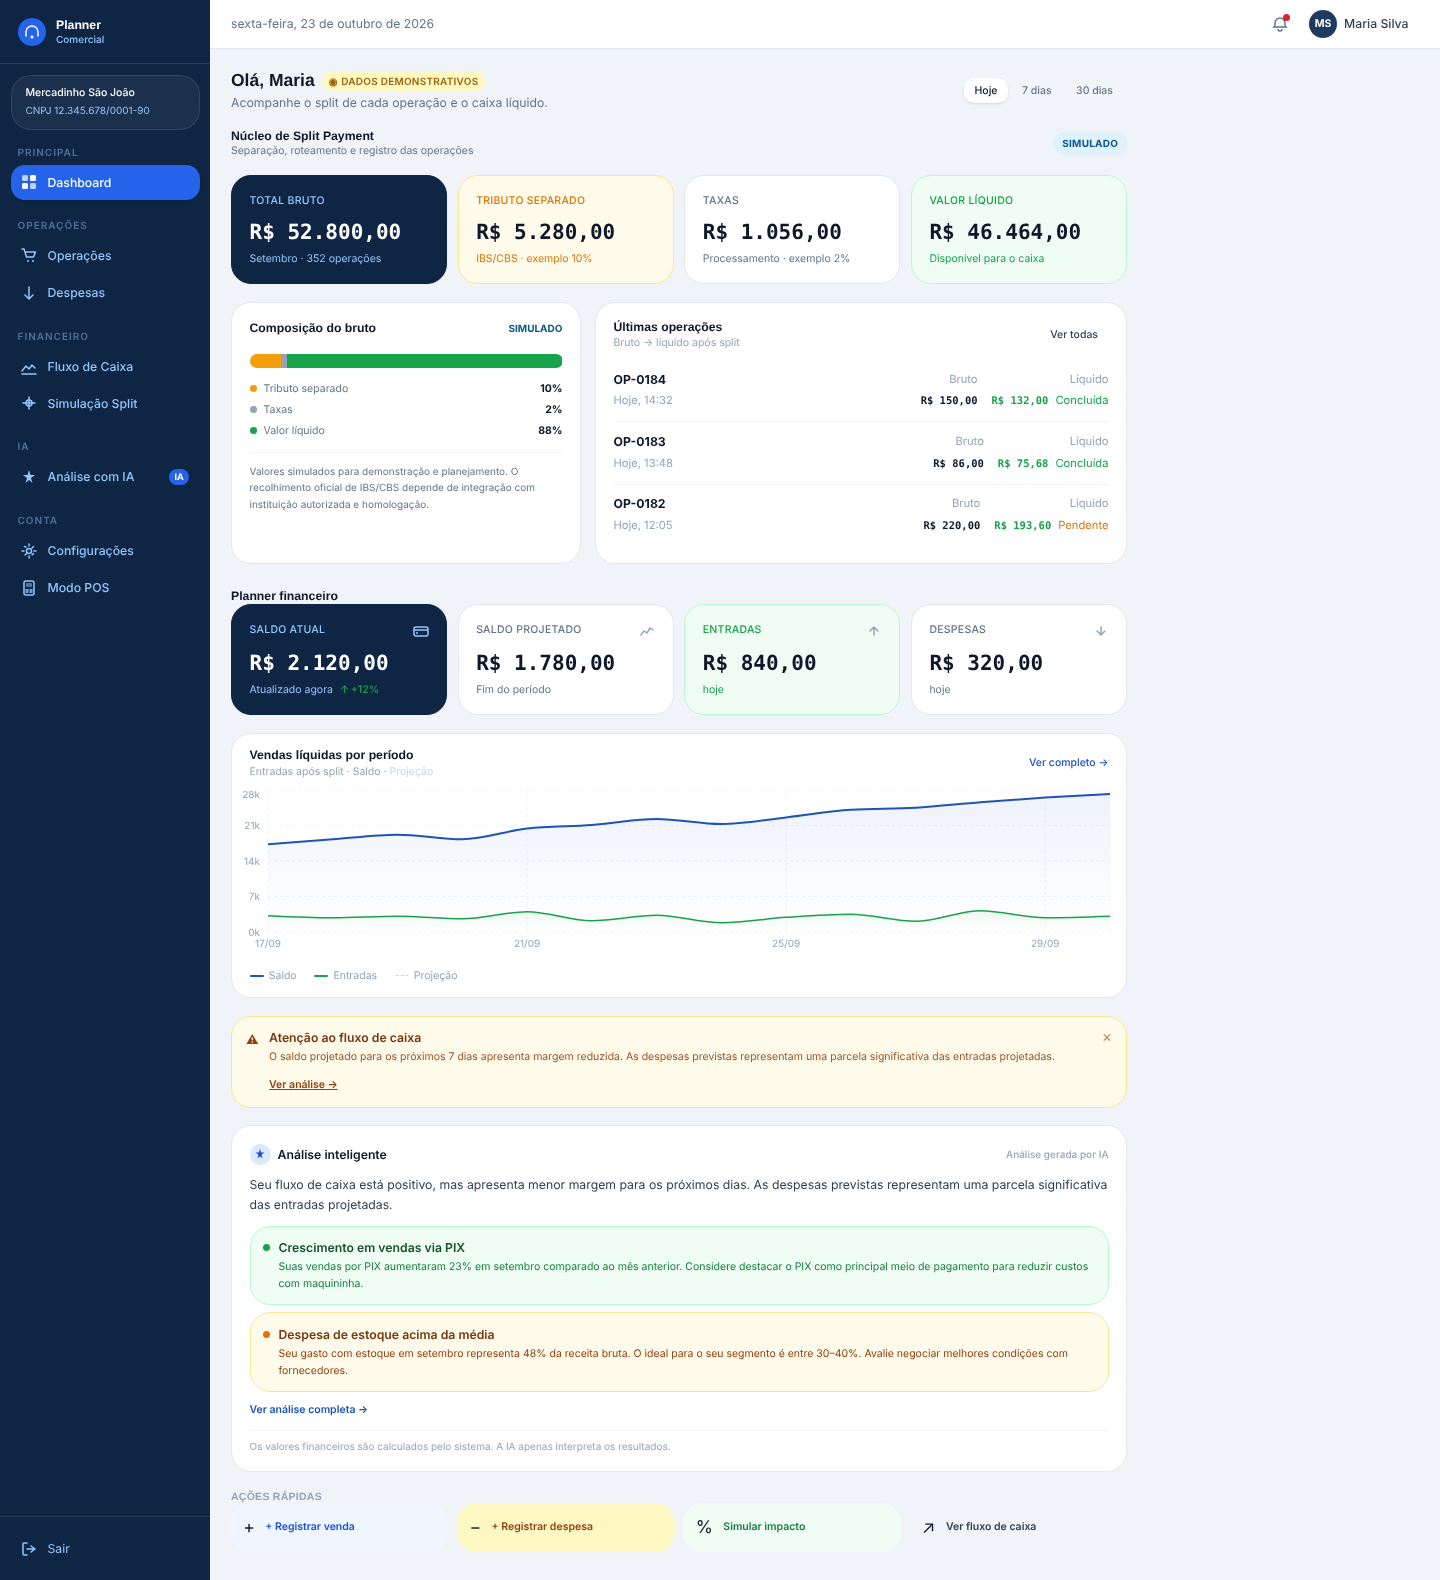 Planner
Comercial
Mercadinho São João
CNPJ 12.345.678/0001-90
PRINCIPAL
Dashboard
OPERAÇÕES
Operações
Despesas
FINANCEIRO
Fluxo de Caixa
Simulação Split
IA
Análise com IA IA
CONTA
Configurações
Modo POS
Sair
sexta-feira, 23 de outubro de 2026
MS Maria Silva
Olá, Maria DADOS DEMONSTRATIVOS
Acompanhe o split de cada operação e o caixa líquido.
Hoje 7 dias 30 dias
Núcleo de Split Payment
Separação, roteamento e registro das operações
SIMULADO
TOTAL BRUTO
R$ 52.800,00
Setembro · 352 operações
TRIBUTO SEPARADO
R$ 5.280,00
IBS/CBS · exemplo 10%
TAXAS
R$ 1.056,00
Processamento · exemplo 2%
VALOR LÍQUIDO
R$ 46.464,00
Disponível para o caixa
Composição do bruto SIMULADO
Tributo separado 10%
Taxas 2%
Valor líquido 88%
Valores simulados para demonstração e planejamento. O
recolhimento oficial de IBS/CBS depende de integração com
instituição autorizada e homologação.
Últimas operações
Bruto → líquido após split
Ver todas
OP-0184 Bruto Líquido
Hoje, 14:32 R$ 150,00 R$ 132,00 Concluída
OP-0183 Bruto Líquido
Hoje, 13:48 R$ 86,00 R$ 75,68 Concluída
OP-0182 Bruto Líquido
Hoje, 12:05 R$ 220,00 R$ 193,60 Pendente
Planner financeiro
SALDO ATUAL
R$ 2.120,00
Atualizado agora ↑ +12%
SALDO PROJETADO
R$ 1.780,00
Fim do período
ENTRADAS
R$ 840,00
hoje
DESPESAS
R$ 320,00
hoje
Vendas líquidas por período
Entradas após split · Saldo · Projeção
Ver completo →
28k
21k
14k
7k
0k
17/09 21/09 25/09 29/09
Saldo Entradas Projeção
Atenção ao fluxo de caixa
O saldo projetado para os próximos 7 dias apresenta margem reduzida. As despesas previstas representam uma parcela significativa das entradas projetadas.
Ver análise →
Análise inteligente Análise gerada por IA
Seu fluxo de caixa está positivo, mas apresenta menor margem para os próximos dias. As despesas previstas representam uma parcela significativa
das entradas projetadas.
Crescimento em vendas via PIX
Suas vendas por PIX aumentaram 23% em setembro comparado ao mês anterior. Considere destacar o PIX como principal meio de pagamento para reduzir custos
com maquininha.
Despesa de estoque acima da média
Seu gasto com estoque em setembro representa 48% da receita bruta. O ideal para o seu segmento é entre 30–40%. Avalie negociar melhores condições com
fornecedores.
Ver análise completa →
Os valores financeiros são calculados pelo sistema. A IA apenas interpreta os resultados.
AÇÕES RÁPIDAS
+ + Registrar venda
− + Registrar despesa
% Simular impacto
↗ Ver fluxo de caixa